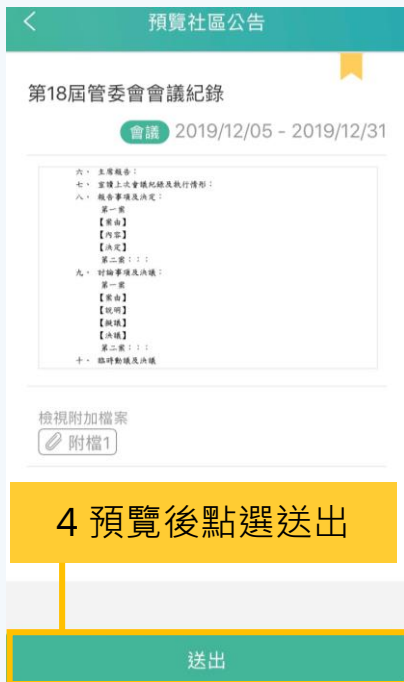 預覽社區公告
第18屆管委會會議紀錄
會議 2019/12/05 - 2019/12/31
六、 主席報告：
七、 宣讀上次會議紀錄及執行情形：
八、 報告事項及決定：
第一案
【案由】
【內容】
【決定】
第二案：：：
九、 討論事項及決議：
第一案
【案由】
【說明】
【擬議】
【決議】
第二案：：：
十、 臨時動議及決議
檢視附加檔案
附檔1
4 預覽後點選送出
送出